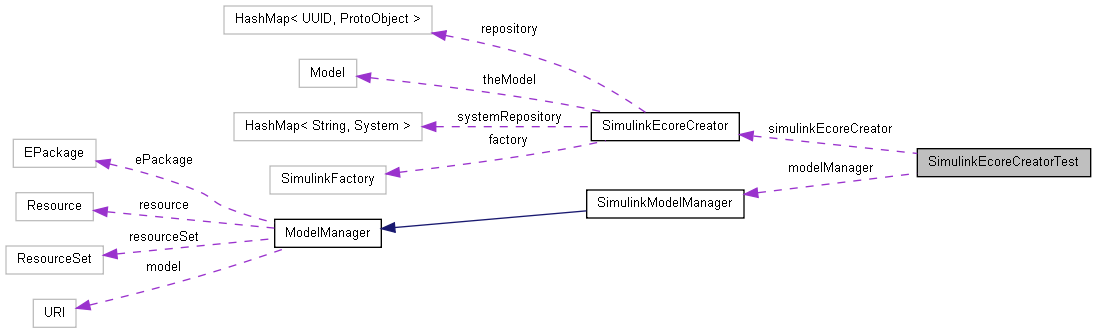 HashMap< UUID, ProtoObject >
repository
Model
theModel
HashMap< String, System >
systemRepository
SimulinkEcoreCreator
simulinkEcoreCreator
factory
SimulinkFactory
SimulinkEcoreCreatorTest
modelManager
EPackage
ePackage
SimulinkModelManager
Resource
resource
ModelManager
resourceSet
ResourceSet
model
URI